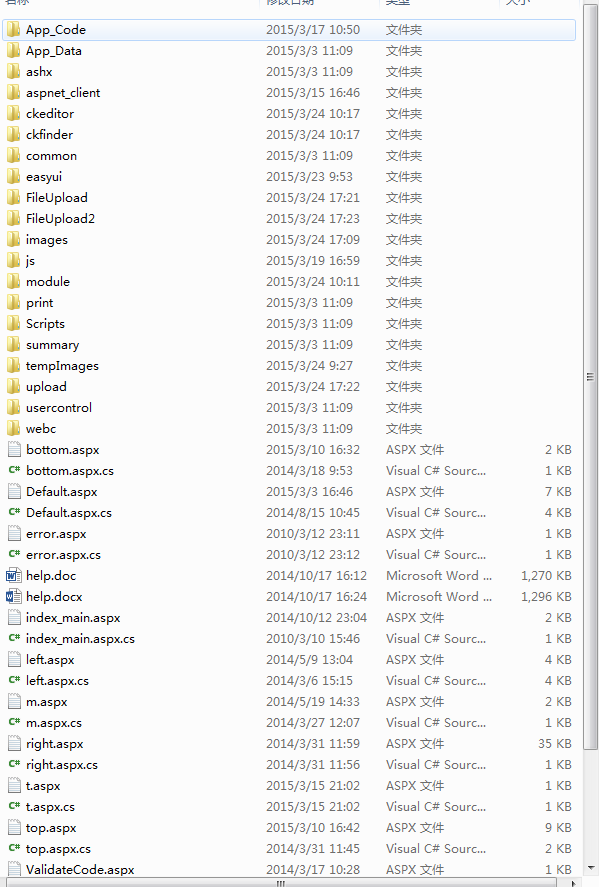 名称 修改日期 类型 大小
App_Code 2015/3/17 10:50 文件夹
App_Data 2015/3/3 11:09 文件夹
ashx 2015/3/3 11:09 文件夹
aspnet_client 2015/3/15 16:46 文件夹
ckeditor 2015/3/24 10:17 文件夹
ckfinder 2015/3/24 10:17 文件夹
common 2015/3/3 11:09 文件夹
easyui 2015/3/23 9:53 文件夹
FileUpload 2015/3/24 17:21 文件夹
FileUpload2 2015/3/24 17:23 文件夹
images 2015/3/24 17:09 文件夹
js 2015/3/19 16:59 文件夹
module 2015/3/24 10:11 文件夹
print 2015/3/3 11:09 文件夹
Scripts 2015/3/3 11:09 文件夹
summary 2015/3/3 11:09 文件夹
tempImages 2015/3/24 9:27 文件夹
upload 2015/3/24 17:22 文件夹
usercontrol 2015/3/3 11:09 文件夹
webc 2015/3/3 11:09 文件夹
bottom.aspx 2015/3/10 16:32 ASPX 文件 2 KB
bottom.aspx.cs 2014/3/18 9:53 Visual C# Sourc... 1 KB
Default.aspx 2015/3/3 16:46 ASPX 文件 7 KB
Default.aspx.cs 2014/8/15 10:45 Visual C# Sourc... 4 KB
error.aspx 2010/3/12 23:11 ASPX 文件 1 KB
error.aspx.cs 2010/3/12 23:12 Visual C# Sourc... 1 KB
help.doc 2014/10/17 16:12 Microsoft Word ... 1,270 KB
help.docx 2014/10/17 16:24 Microsoft Word ... 1,296 KB
index_main.aspx 2014/10/12 23:04 ASPX 文件 2 KB
index_main.aspx.cs 2010/3/10 15:46 Visual C# Sourc... 1 KB
left.aspx 2014/5/9 13:04 ASPX 文件 4 KB
left.aspx.cs 2014/3/6 15:15 Visual C# Sourc... 4 KB
m.aspx 2014/5/19 14:33 ASPX 文件 2 KB
m.aspx.cs 2014/3/27 12:07 Visual C# Sourc... 1 KB
right.aspx 2014/3/31 11:59 ASPX 文件 35 KB
right.aspx.cs 2014/3/31 11:56 Visual C# Sourc... 1 KB
t.aspx 2015/3/15 21:02 ASPX 文件 1 KB
t.aspx.cs 2015/3/15 21:02 Visual C# Sourc... 1 KB
top.aspx 2015/3/10 16:42 ASPX 文件 9 KB
top.aspx.cs 2014/3/31 11:45 Visual C# Sourc... 2 KB
ValidateCode.aspx 2014/3/17 10:28 ASPX 文件 1 KB